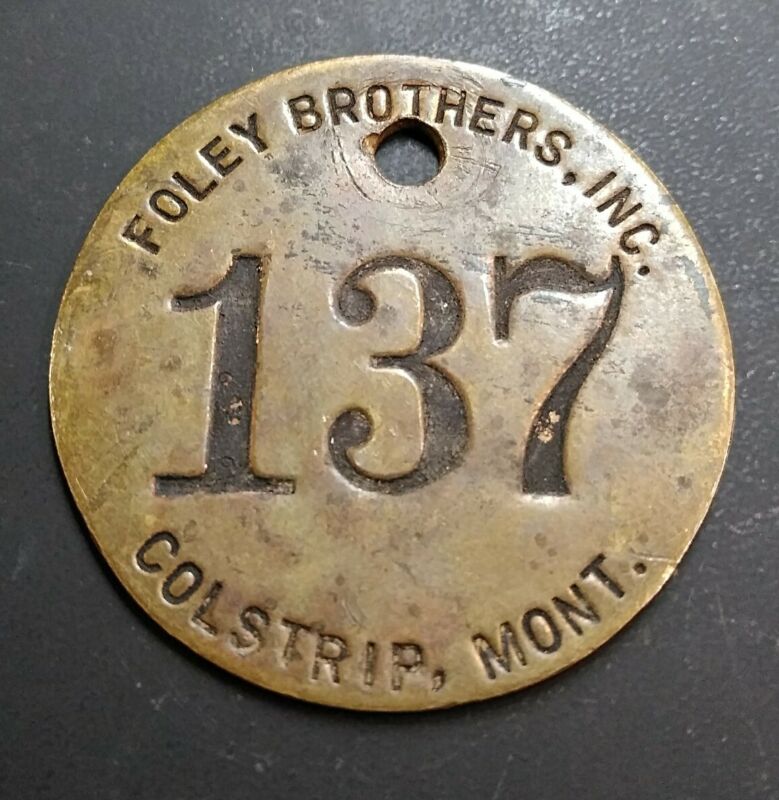 FOLEY BROTHERS, INC.
137
COLSTRIP, MONT.